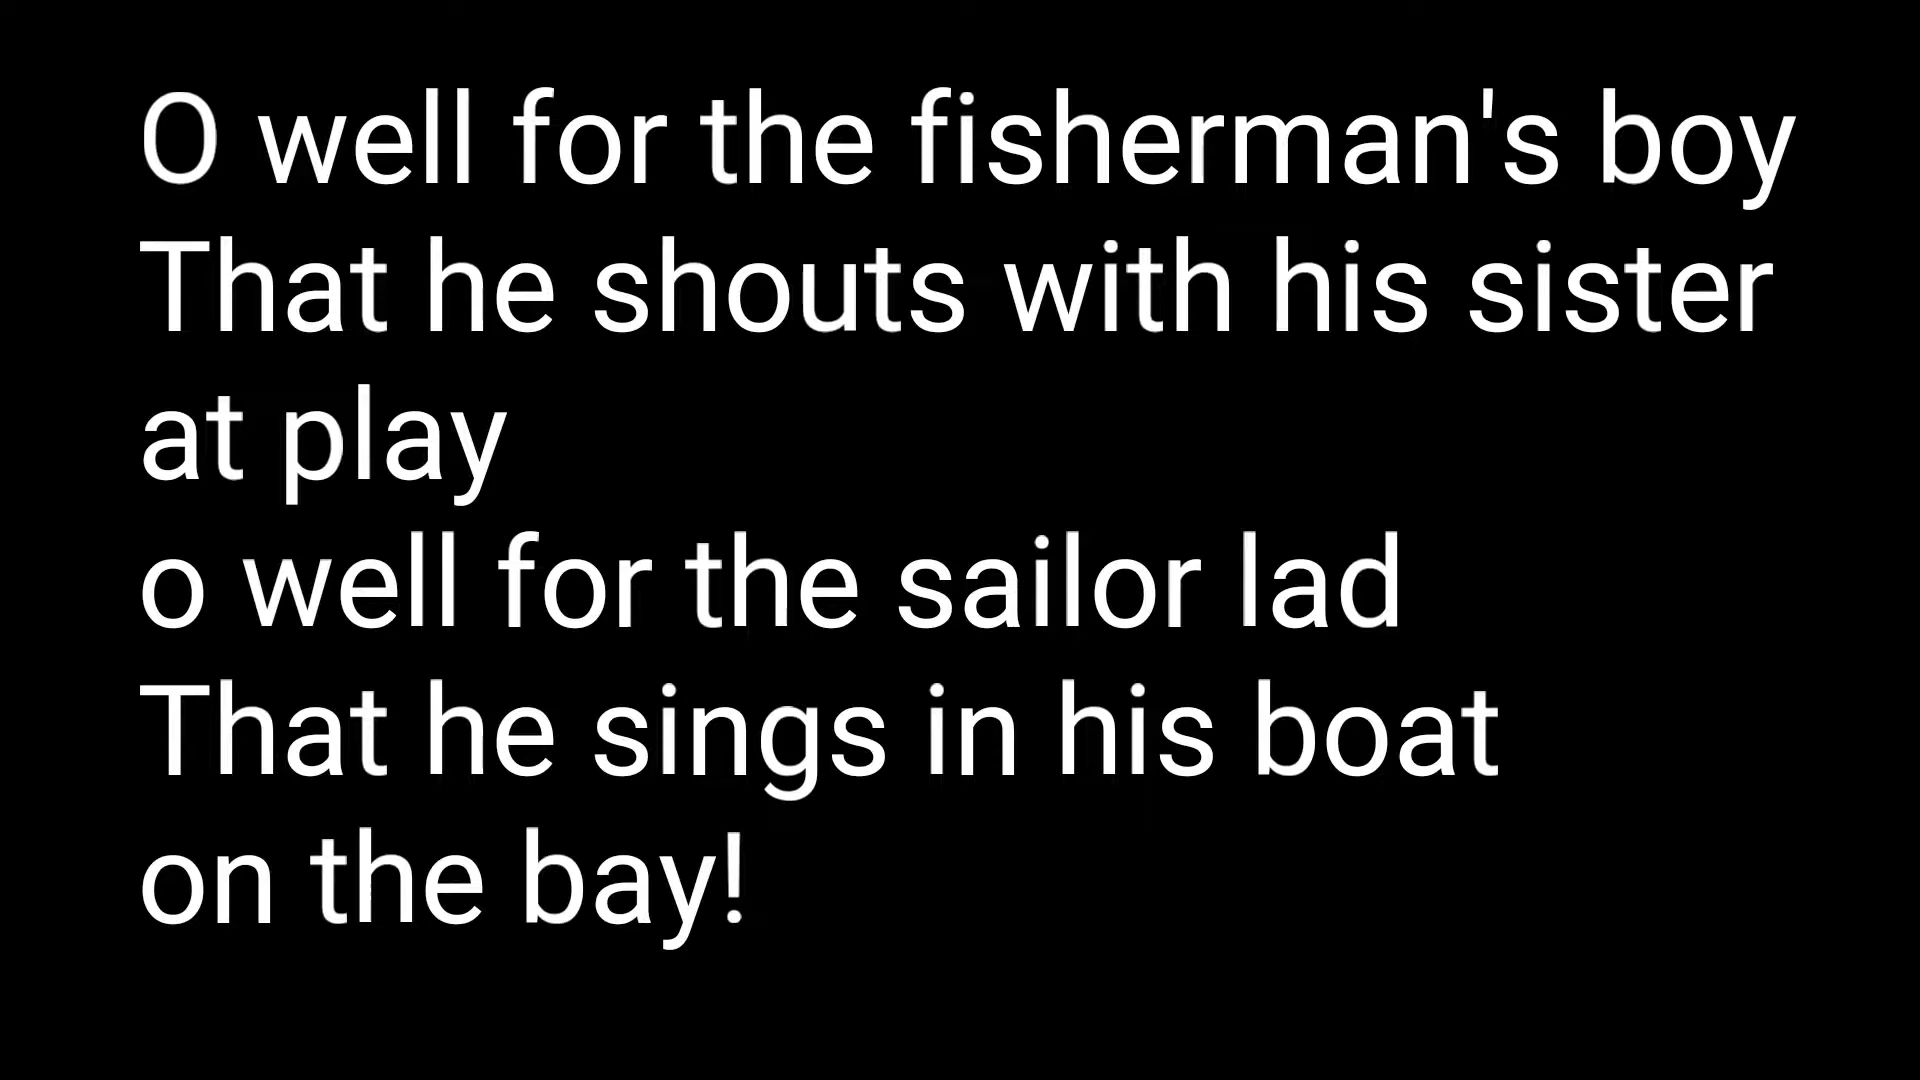 O well for the fisherman's boy
That he shouts with his sister
at play
o well for the sailor lad
That he sings in his boat
on the bay!